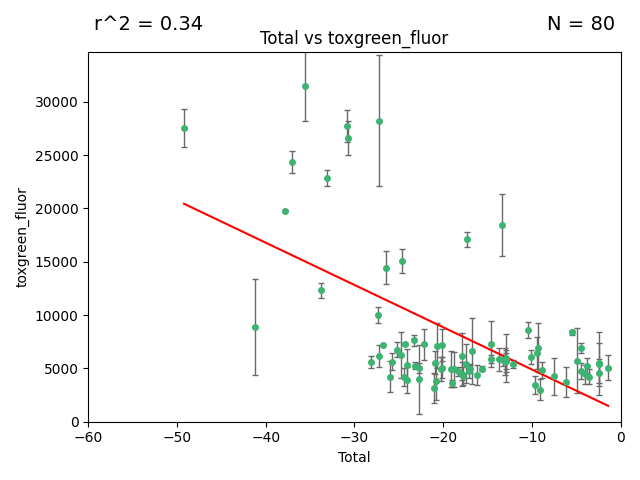 r^2 = 0.34
N = 80
Total vs toxgreen_fluor
toxgreen_fluor
30000
25000
20000
15000
10000
5000
0
−60
−50
−40
−30
−20
−10
0
Total